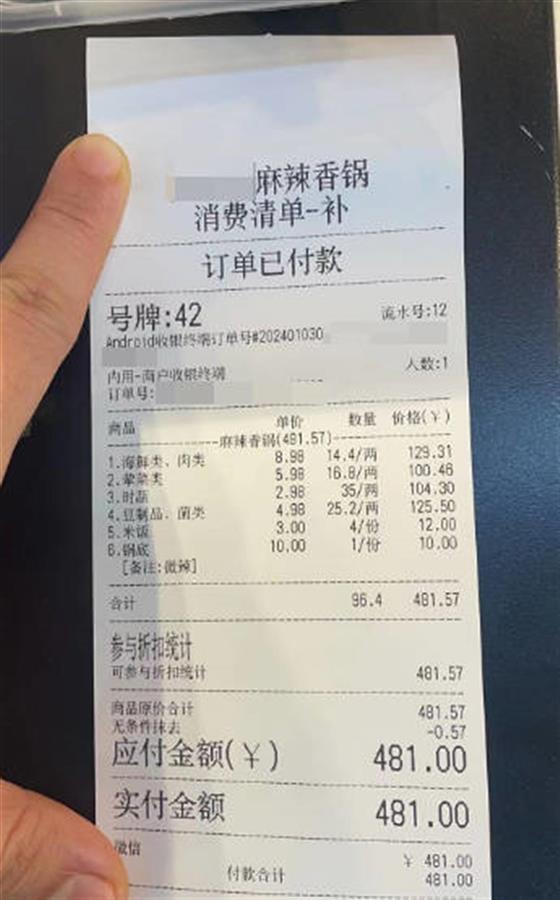 麻辣香锅
消费清单-补
订单已付款
号牌:42 流水号:12
Android收银终端订单号#202401030
内用-商户收银终端 人数:1
订单号:
商品 单价 数量 价格(¥)
麻辣香锅(481.57)
1.海鲜类、肉类 8.98 14.4/两 129.31
2.荤菜类 5.98 16.8/两 100.46
3.时蔬 2.98 35/两 104.30
4.豆制品、菌类 4.98 25.2/两 125.50
5.米饭 3.00 4/份 12.00
6.锅底 10.00 1/份 10.00
[备注:微辣]
合计 96.4 481.57
参与折扣统计
可参与折扣统计 481.57
商品原价合计 481.57
无条件抹去 -0.57
应付金额(¥) 481.00
实付金额 481.00
微信 ¥ 481.00
付款合计 481.00